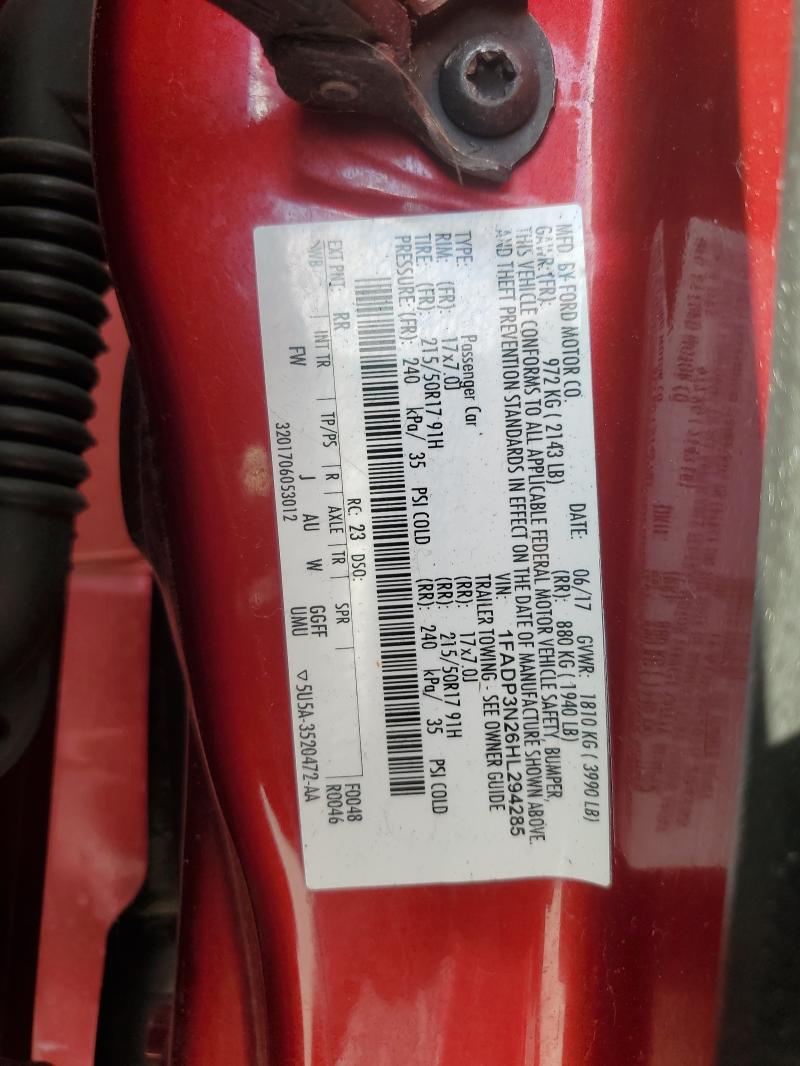 MFD BY FORD MOTOR CO.
DATE: 06/17 GVWR: 1810 KG ( 3990 LB)
GAWR:(FR): 972 KG ( 2143 LB) (RR): 880 KG ( 1940 LB)
THIS VEHICLE CONFORMS TO ALL APPLICABLE FEDERAL MOTOR VEHICLE SAFETY, BUMPER,
AND THEFT PREVENTION STANDARDS IN EFFECT ON THE DATE OF MANUFACTURE SHOWN ABOVE.
VIN: 1FADP3N26HL294285
TYPE: Passenger Car TRAILER TOWING - SEE OWNER GUIDE
RIM: (FR): 17x7.0J (RR): 17x7.0J
TIRE: (FR): 215/50R17 91H (RR): 215/50R17 91H
PRESSURE (FR): 240 kPa/ 35 PSI COLD (RR): 240 kPa/ 35 PSI COLD
RC: 23 DSO: F0048
EXT PNT: RR R0046
WB INT TR TP/PS R AXLE TR SPR
FW J AU W GGFF
UMU
3201706053012 ▽5U5A-3520472-AA